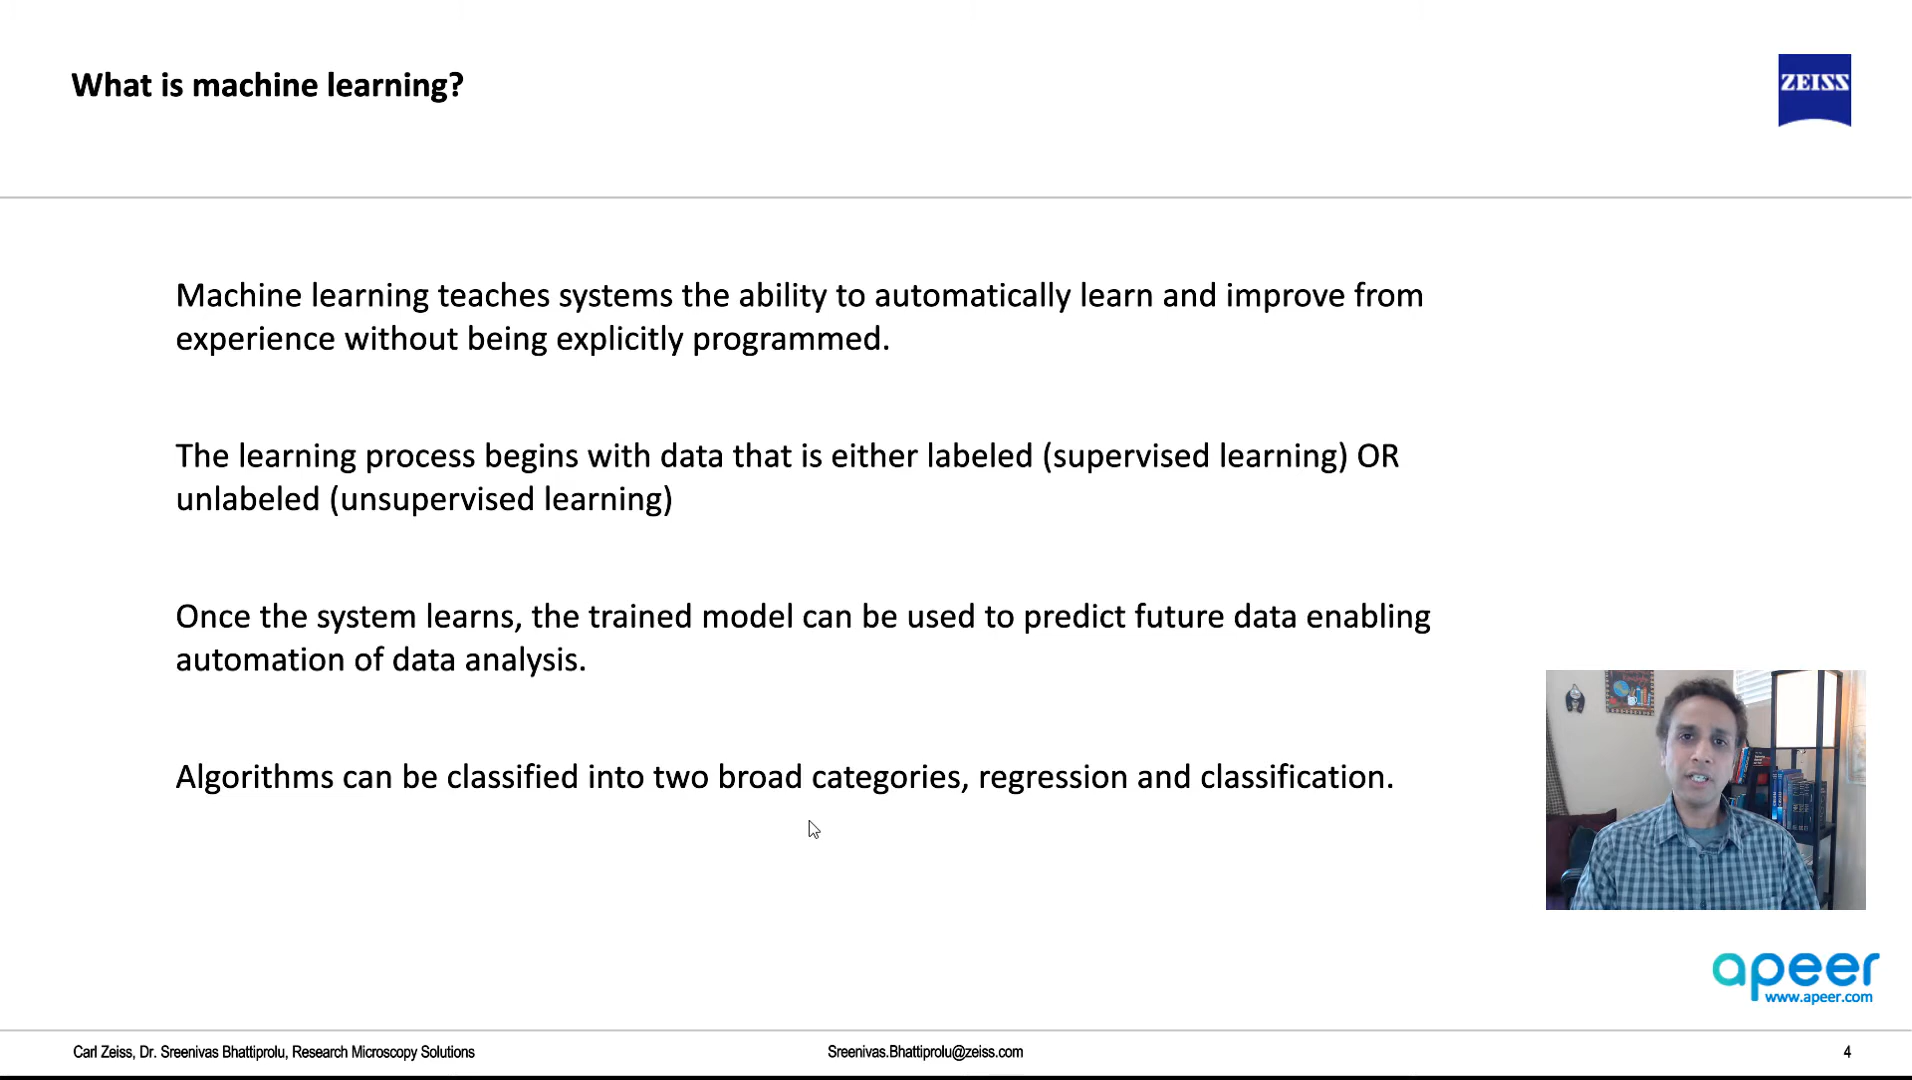 What is machine learning?
ZEISS
Machine learning teaches systems the ability to automatically learn and improve from
experience without being explicitly programmed.
The learning process begins with data that is either labeled (supervised learning) OR
unlabeled (unsupervised learning)
Once the system learns, the trained model can be used to predict future data enabling
automation of data analysis.
Algorithms can be classified into two broad categories, regression and classification.
apeer
www.apeer.com
Carl Zeiss, Dr. Sreenivas Bhattiprolu, Research Microscopy Solutions
Sreenivas.Bhattiprolu@zeiss.com
4